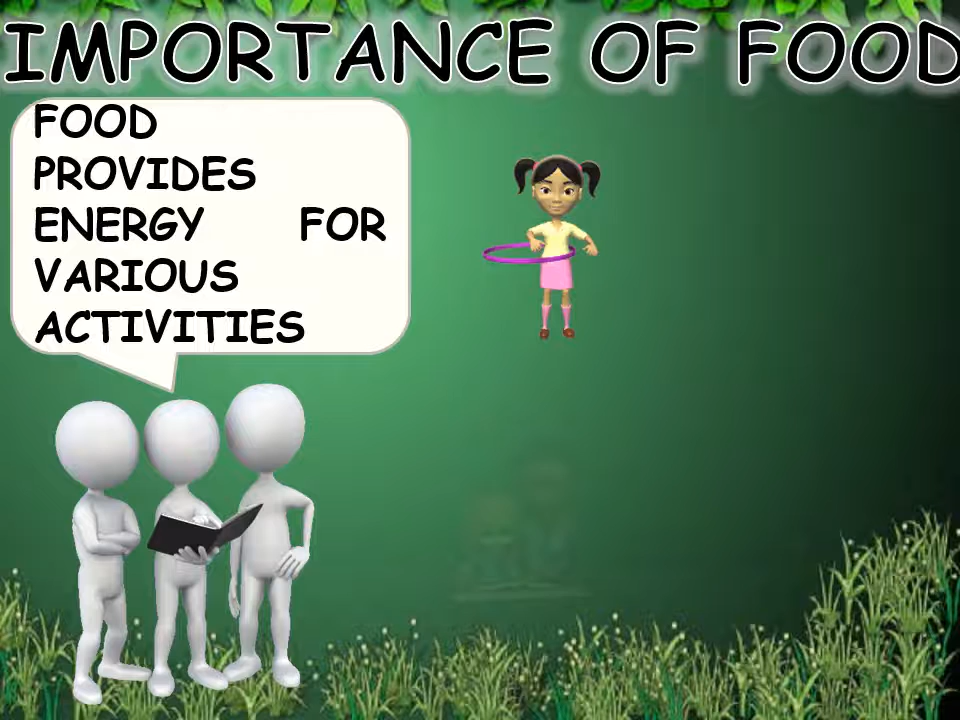 IMPORTANCE OF FOOD
FOOD
PROVIDES
ENERGY FOR
VARIOUS
ACTIVITIES